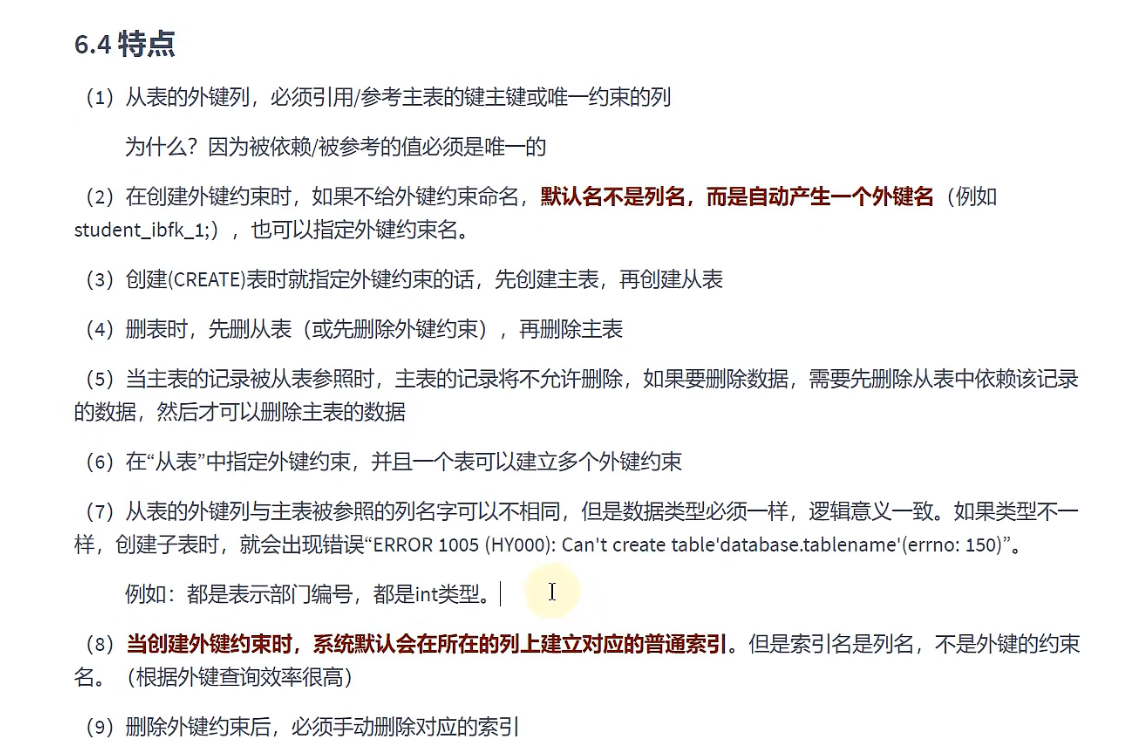 6.4 特点
（1）从表的外键列，必须引用/参考主表的键主键或唯一约束的列
为什么？因为被依赖/被参考的值必须是唯一的
（2）在创建外键约束时，如果不给外键约束命名，默认名不是列名，而是自动产生一个外键名（例如
student_ibfk_1;），也可以指定外键约束名。
（3）创建(CREATE)表时就指定外键约束的话，先创建主表，再创建从表
（4）删表时，先删从表（或先删除外键约束），再删除主表
（5）当主表的记录被从表参照时，主表的记录将不允许删除，如果要删除数据，需要先删除从表中依赖该记录
的数据，然后才可以删除主表的数据
（6）在“从表”中指定外键约束，并且一个表可以建立多个外键约束
（7）从表的外键列与主表被参照的列名字可以不相同，但是数据类型必须一样，逻辑意义一致。如果类型不一
样，创建子表时，就会出现错误“ERROR 1005 (HY000): Can't create table'database.tablename'(errno: 150)”。
例如：都是表示部门编号，都是int类型。
（8）当创建外键约束时，系统默认会在所在的列上建立对应的普通索引。但是索引名是列名，不是外键的约束
名。（根据外键查询效率很高）
（9）删除外键约束后，必须手动删除对应的索引